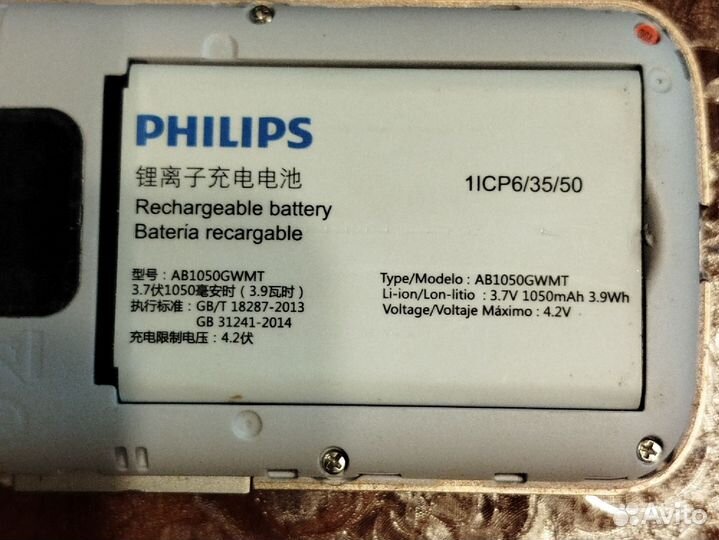 PHILIPS
锂离子充电电池
1ICP6/35/50
Rechargeable battery
Batería recargable
型号: AB1050GWMT
3.7伏1050毫安时（3.9瓦时）
执行标准: GB/T 18287-2013
GB 31241-2014
充电限制电压: 4.2伏
Type/Modelo : AB1050GWMT
Li-ion/Lon-litio : 3.7V 1050mAh 3.9Wh
Voltage/Voltaje Máximo : 4.2V
Avito